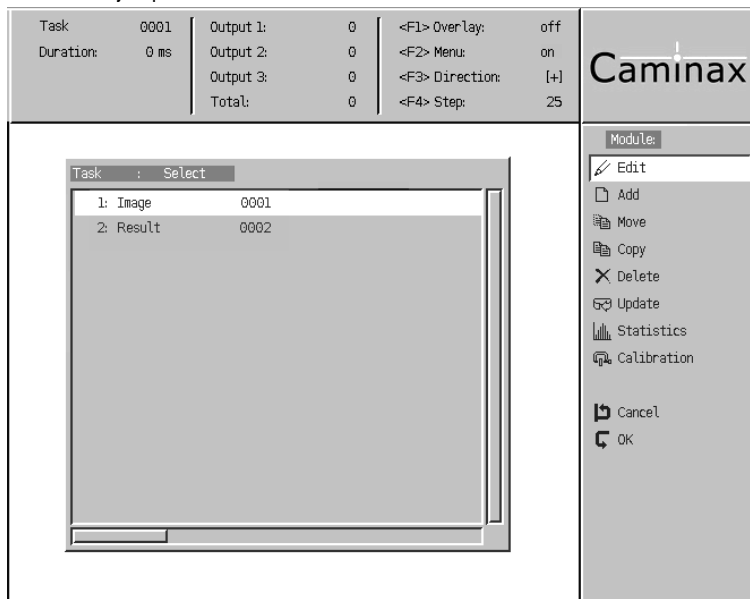 Task 0001
Duration: 0 ms
Output 1: 0
Output 2: 0
Output 3: 0
Total: 0
<F1> Overlay: off
<F2> Menu: on
<F3> Direction: [+]
<F4> Step: 25
Caminax
Task : Select
1: Image 0001
2: Result 0002
Module:
Edit
Add
Move
Copy
Delete
Update
Statistics
Calibration
Cancel
OK